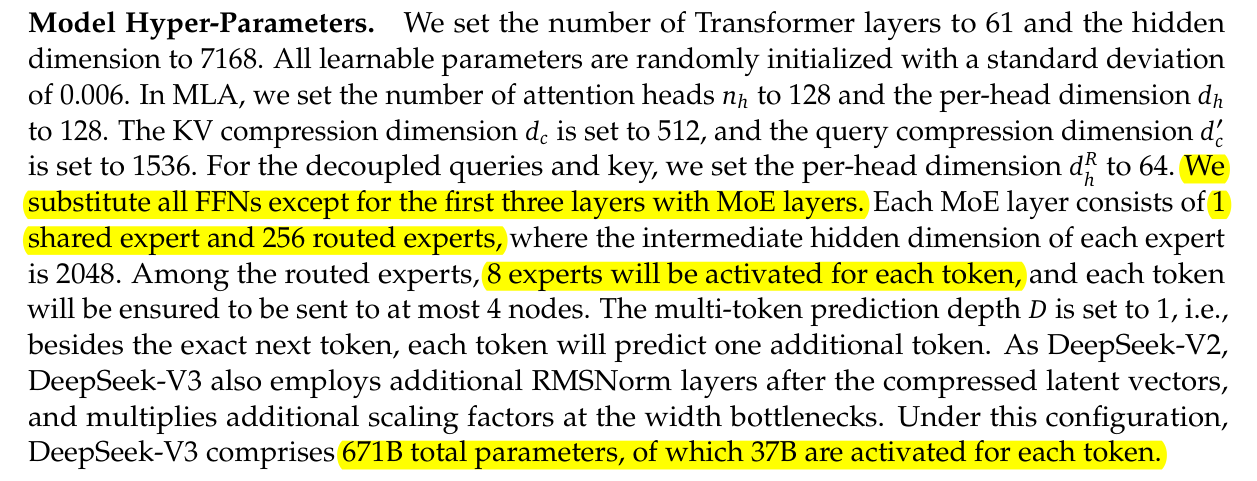 Model Hyper-Parameters. We set the number of Transformer layers to 61 and the hidden
dimension to 7168. All learnable parameters are randomly initialized with a standard deviation
of 0.006. In MLA, we set the number of attention heads n_h to 128 and the per-head dimension d_h
to 128. The KV compression dimension d_c is set to 512, and the query compression dimension d′_c
is set to 1536. For the decoupled queries and key, we set the per-head dimension d^R_h to 64. We
substitute all FFNs except for the first three layers with MoE layers. Each MoE layer consists of 1
shared expert and 256 routed experts, where the intermediate hidden dimension of each expert
is 2048. Among the routed experts, 8 experts will be activated for each token, and each token
will be ensured to be sent to at most 4 nodes. The multi-token prediction depth D is set to 1, i.e.,
besides the exact next token, each token will predict one additional token. As DeepSeek-V2,
DeepSeek-V3 also employs additional RMSNorm layers after the compressed latent vectors,
and multiplies additional scaling factors at the width bottlenecks. Under this configuration,
DeepSeek-V3 comprises 671B total parameters, of which 37B are activated for each token.